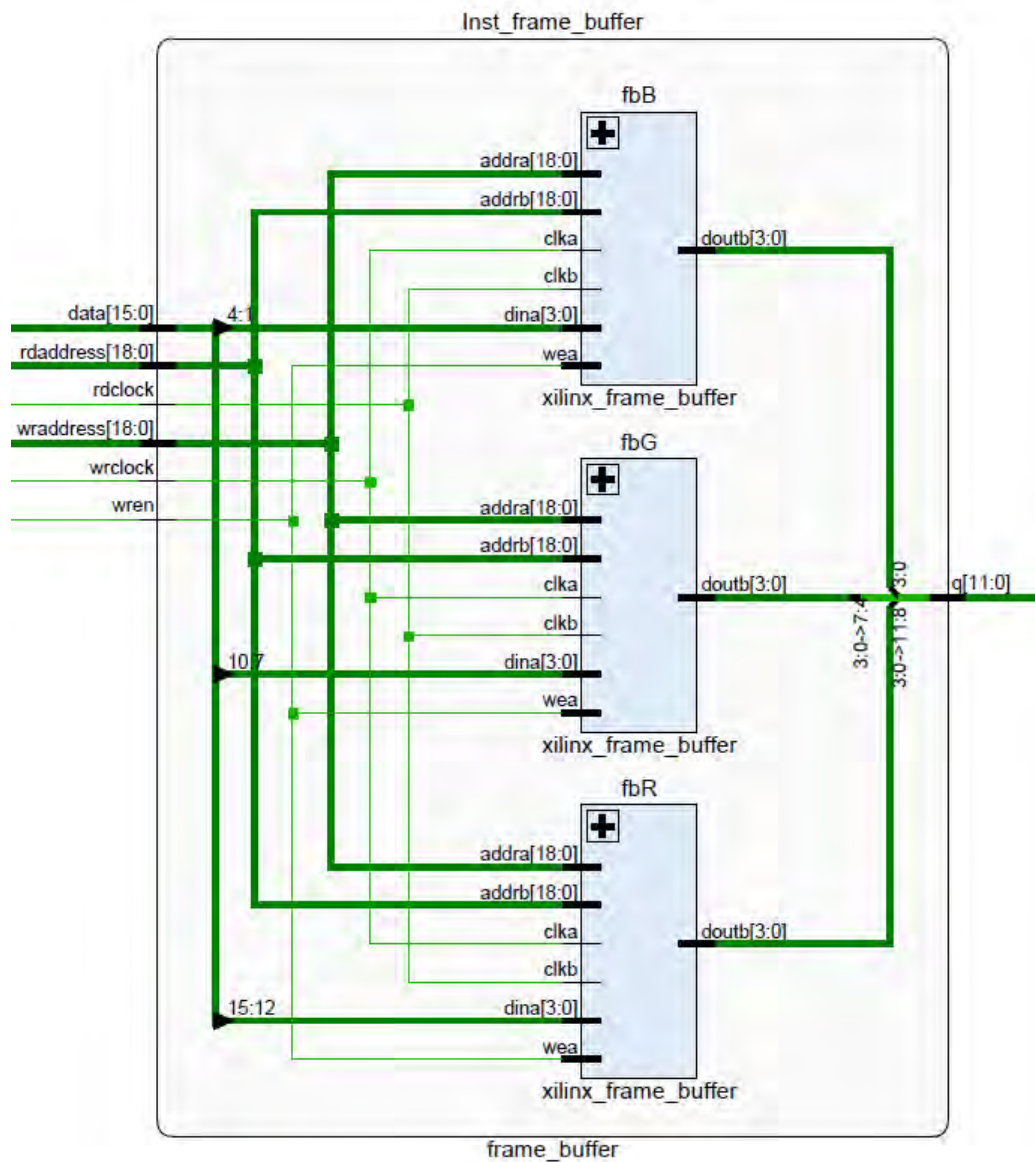 Inst_frame_buffer
fbB
addra[18:0]
addrb[18:0]
clka
doutb[3:0]
clkb
data[15:0]
4:1
dina[3:0]
rdaddress[18:0]
wea
rdclock
xilinx_frame_buffer
wraddress[18:0]
fbG
wrclock
wren
addra[18:0]
addrb[18:0]
clka
doutb[3:0]
3:0
q[11:0]
clkb
3:0->7:4
3:0->11:8
10:7
dina[3:0]
wea
xilinx_frame_buffer
fbR
addra[18:0]
addrb[18:0]
clka
doutb[3:0]
clkb
15:12
dina[3:0]
wea
xilinx_frame_buffer
frame_buffer